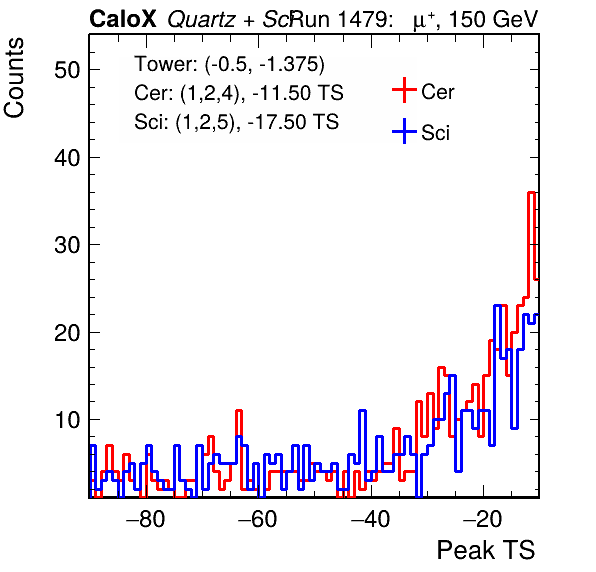 CaloX Quartz + Sci Run 1479: μ⁺, 150 GeV
Counts
Tower: (-0.5, -1.375)
Cer: (1,2,4), -11.50 TS
Sci: (1,2,5), -17.50 TS
Cer
Sci
50
40
30
20
10
−80 −60 −40 −20
Peak TS